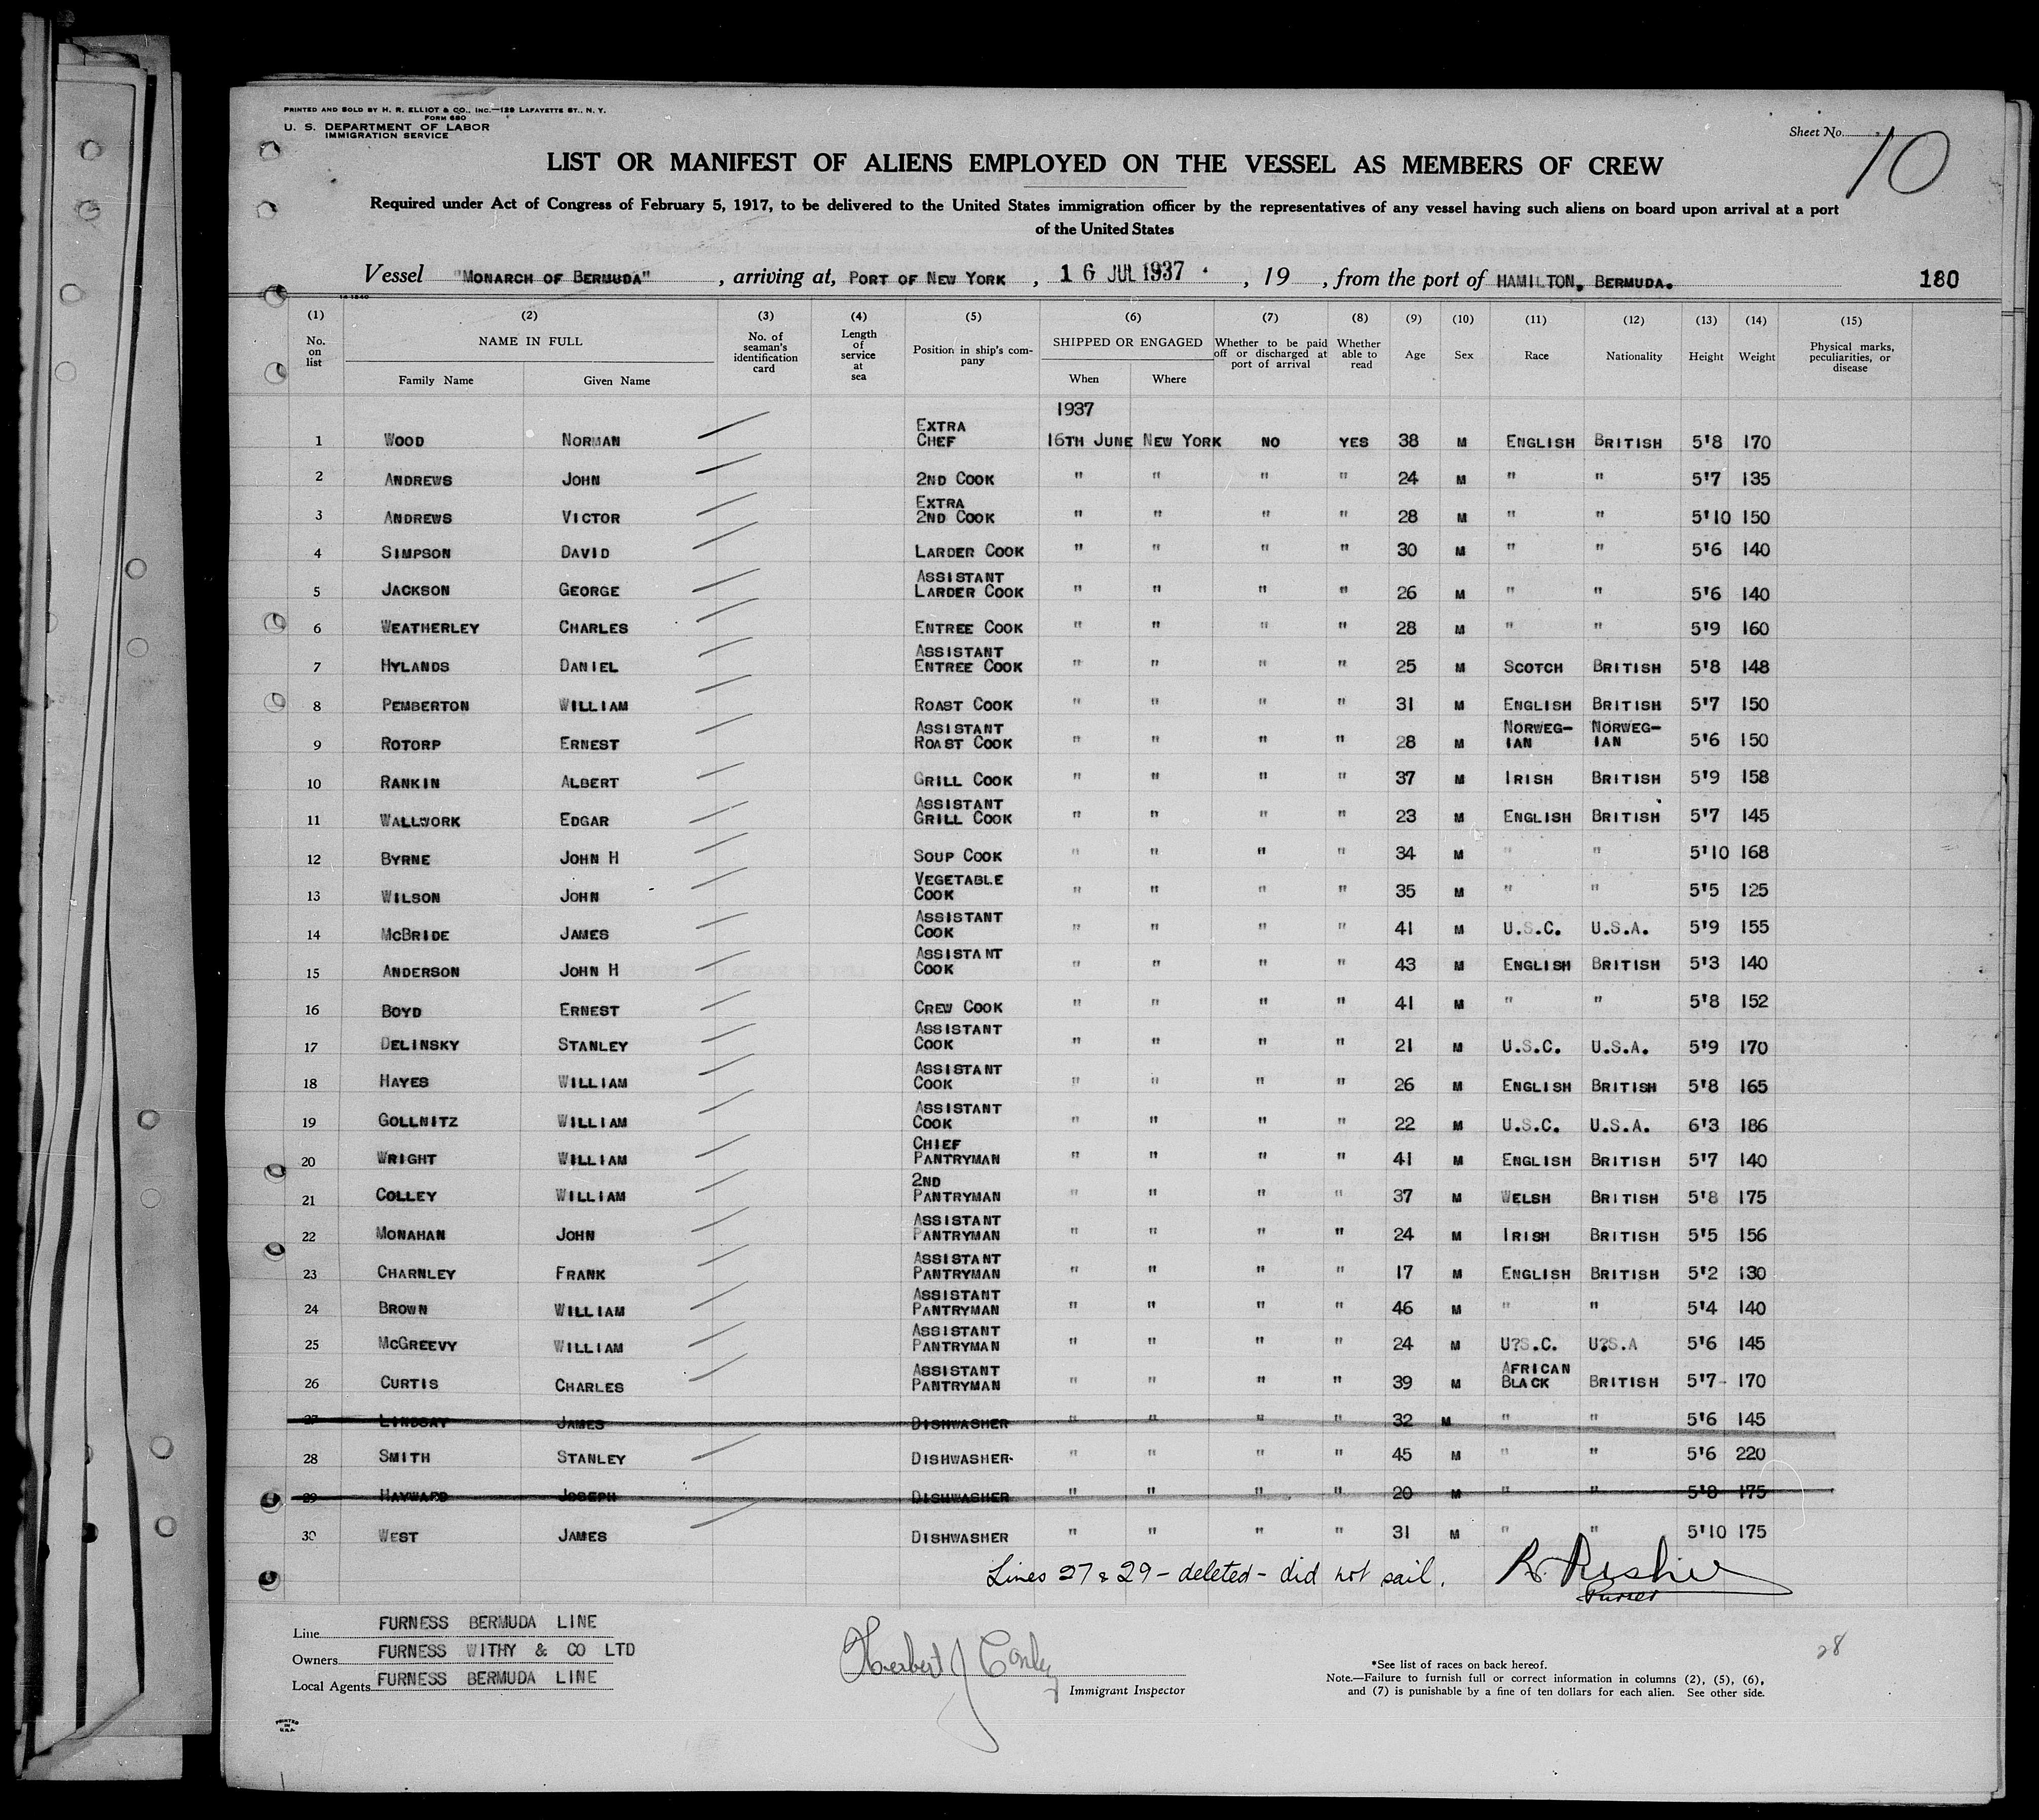 PRINTED AND SOLD BY H. R. ELLIOT & CO., INC.—129 LAFAYETTE ST., N. Y.
FORM 680
U. S. DEPARTMENT OF LABOR
IMMIGRATION SERVICE
Sheet No. 10
LIST OR MANIFEST OF ALIENS EMPLOYED ON THE VESSEL AS MEMBERS OF CREW
Required under Act of Congress of February 5, 1917, to be delivered to the United States immigration officer by the representatives of any vessel having such aliens on board upon arrival at a port
of the United States
Vessel "MONARCH OF BERMUDA", arriving at, PORT OF NEW YORK, 16 JUL 1937, 19, from the port of HAMILTON, BERMUDA. 180
14-1240
(1) (2) (3) (4) (5) (6) (7) (8) (9) (10) (11) (12) (13) (14) (15)
No. on list NAME IN FULL Family Name Given Name No. of seaman's identification card Length of service at sea Position in ship's company SHIPPED OR ENGAGED When Where Whether to be paid off or discharged at port of arrival Whether able to read Age Sex Race Nationality Height Weight Physical marks, peculiarities, or disease
1937
1 WOOD NORMAN EXTRA CHEF 16TH JUNE NEW YORK NO YES 38 M ENGLISH BRITISH 5'8 170
2 ANDREWS JOHN 2ND COOK " " " " 24 M " " 5'7 135
3 ANDREWS VICTOR EXTRA 2ND COOK " " " " 28 M " " 5'10 150
4 SIMPSON DAVID LARDER COOK " " " " 30 M " " 5'6 140
5 JACKSON GEORGE ASSISTANT LARDER COOK " " " " 26 M " " 5'6 140
6 WEATHERLEY CHARLES ENTREE COOK " " " " 28 M " " 5'9 160
7 HYLANDS DANIEL ASSISTANT ENTREE COOK " " " " 25 M SCOTCH BRITISH 5'8 148
8 PEMBERTON WILLIAM ROAST COOK " " " " 31 M ENGLISH BRITISH 5'7 150
9 ROTORP ERNEST ASSISTANT ROAST COOK " " " " 28 M NORWEG-IAN NORWEG-IAN 5'6 150
10 RANKIN ALBERT GRILL COOK " " " " 37 M IRISH BRITISH 5'9 158
11 WALLWORK EDGAR ASSISTANT GRILL COOK " " " " 23 M ENGLISH BRITISH 5'7 145
12 BYRNE JOHN H SOUP COOK " " " " 34 M " " 5'10 168
13 WILSON JOHN VEGETABLE COOK " " " " 35 M " " 5'5 125
14 MCBRIDE JAMES ASSISTANT COOK " " " " 41 M U.S.C. U.S.A. 5'9 155
15 ANDERSON JOHN H ASSISTANT COOK " " " " 43 M ENGLISH BRITISH 5'3 140
16 BOYD ERNEST CREW COOK " " " " 41 M " " 5'8 152
17 DELINSKY STANLEY ASSISTANT COOK " " " " 21 M U.S.C. U.S.A. 5'9 170
18 HAYES WILLIAM ASSISTANT COOK " " " " 26 M ENGLISH BRITISH 5'8 165
19 GOLLNITZ WILLIAM ASSISTANT COOK " " " " 22 M U.S.C. U.S.A. 6'3 186
20 WRIGHT WILLIAM CHIEF PANTRYMAN " " " " 41 M ENGLISH BRITISH 5'7 140
21 COLLEY WILLIAM 2ND PANTRYMAN " " " " 37 M WELSH BRITISH 5'8 175
22 MONAHAN JOHN ASSISTANT PANTRYMAN " " " " 24 M IRISH BRITISH 5'5 156
23 CHARNLEY FRANK ASSISTANT PANTRYMAN " " " " 17 M ENGLISH BRITISH 5'2 130
24 BROWN WILLIAM ASSISTANT PANTRYMAN " " " " 46 M " " 5'4 140
25 MCGREEVY WILLIAM ASSISTANT PANTRYMAN " " " " 24 M U?S.C. U?S.A 5'6 145
26 CURTIS CHARLES ASSISTANT PANTRYMAN " " " " 39 M AFRICAN BLACK BRITISH 5'7- 170
27 LINDSAY JAMES DISHWASHER " " " " 32 M " " 5'6 145
28 SMITH STANLEY DISHWASHER " " " " 45 M " " 5'6 220
29 HAYWARD JOSEPH DISHWASHER " " " " 20 M " " 5'8 175
30 WEST JAMES DISHWASHER " " " " 31 M " " 5'10 175
Lines 27 & 29 – deleted – did not sail.
Purser
Line FURNESS BERMUDA LINE
Owners FURNESS WITHY & CO LTD
Local Agents FURNESS BERMUDA LINE
Herbert J Conley
Immigrant Inspector
28
*See list of races on back hereof.
Note.—Failure to furnish full or correct information in columns (2), (5), (6),
and (7) is punishable by a fine of ten dollars for each alien. See other side.
PRINTED IN U.S.A.